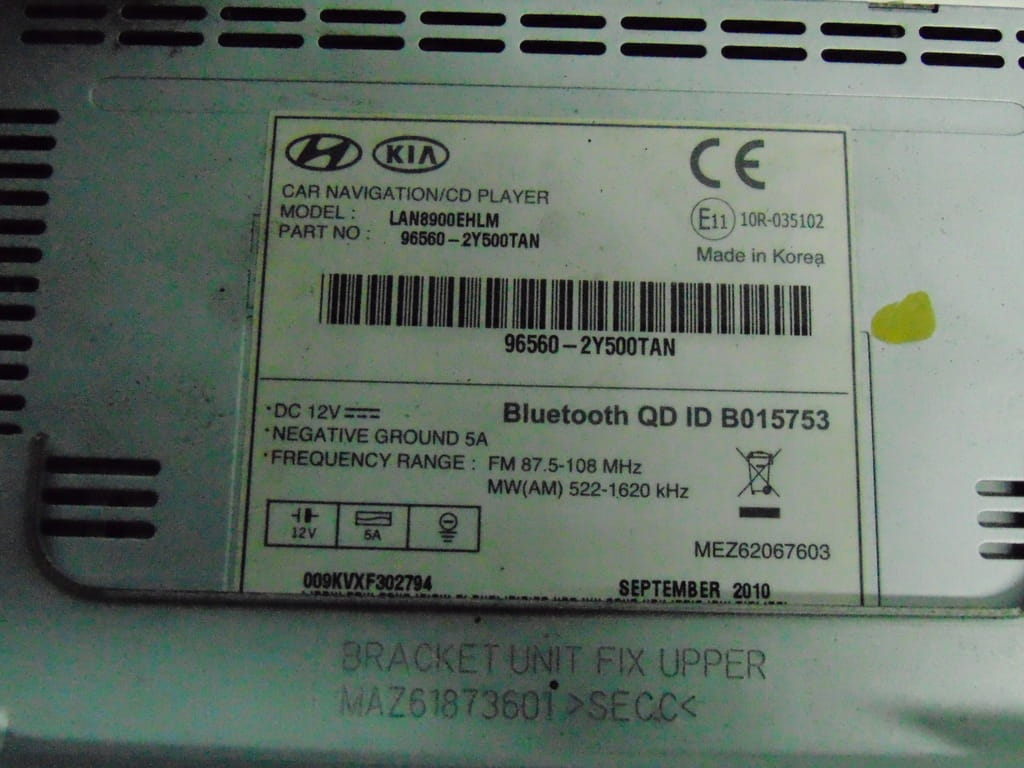 KIA
CE
CAR NAVIGATION/CD PLAYER
MODEL : LAN8900EHLM
PART NO : 96560-2Y500TAN
E11 10R-035102
Made in Korea
96560-2Y500TAN
·DC 12V
·NEGATIVE GROUND 5A
·FREQUENCY RANGE : FM 87.5-108 MHz
MW(AM) 522-1620 kHz
Bluetooth QD ID B015753
12V 5A
MEZ62067603
009KVXF302794 SEPTEMBER 2010
BRACKET UNIT FIX UPPER
MAZ61873601 >SECC<